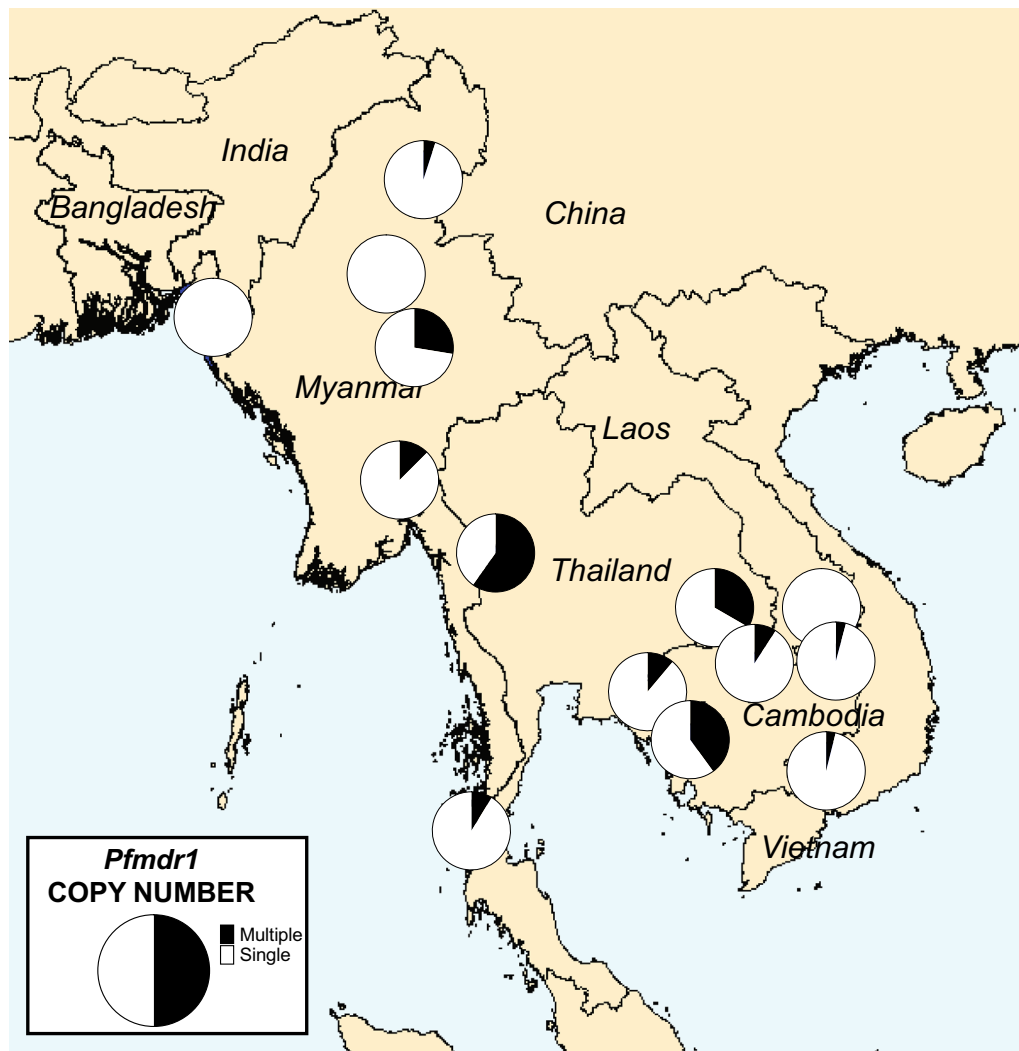 India
Bangladesh
China
Myanmar
Laos
Thailand
Cambodia
Vietnam
Pfmdr1
COPY NUMBER
Multiple
Single